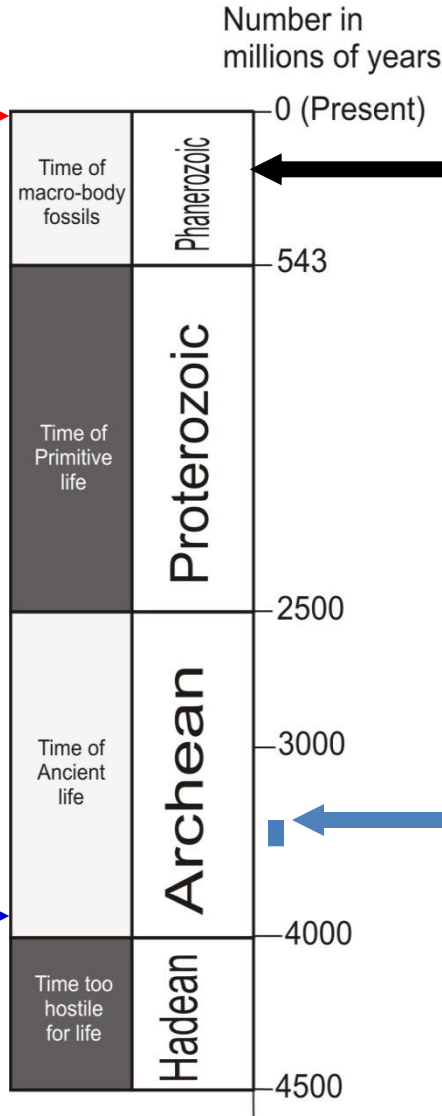 Number in
millions of years
0 (Present)
Time of
macro-body
fossils
Phanerozoic
543
Time of
Primitive
life
Proterozoic
2500
Time of
Ancient
life
Archean
3000
4000
Time too
hostile
for life
Hadean
4500